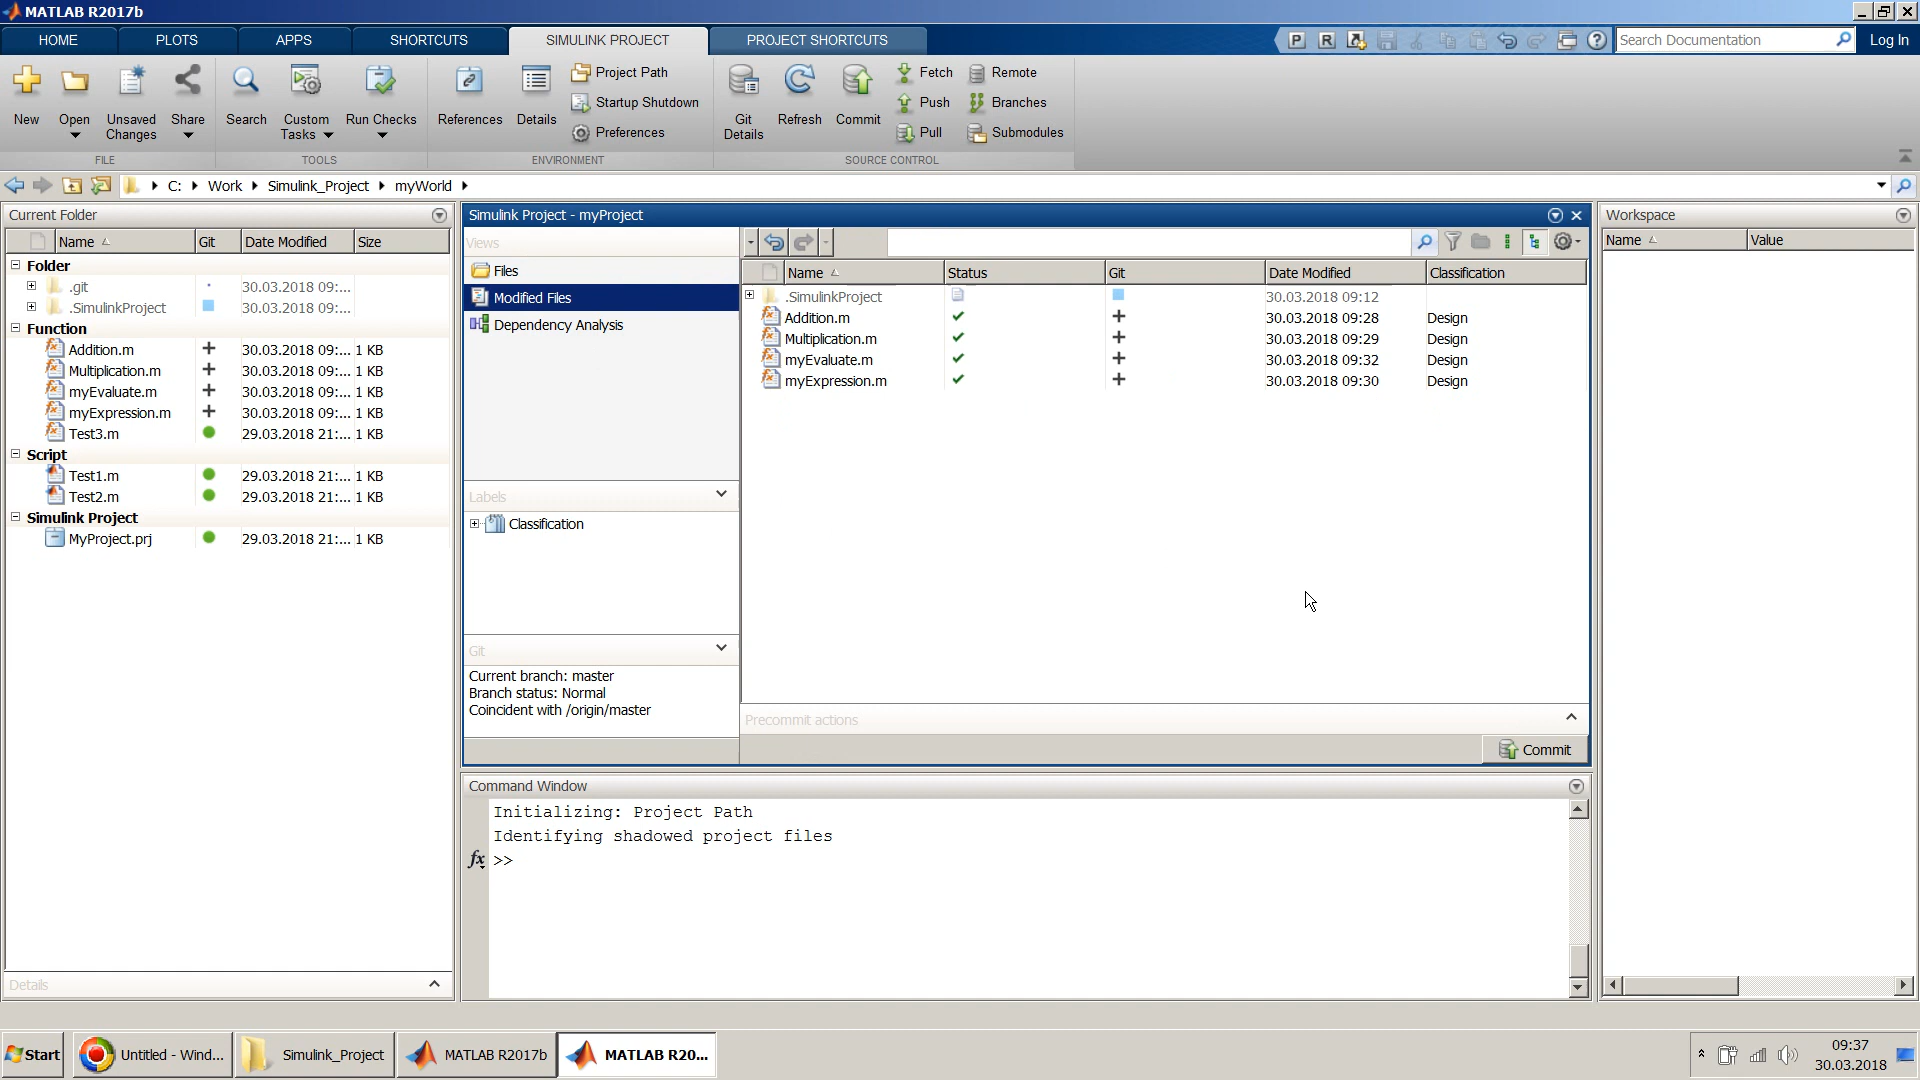 MATLAB R2017b
HOME
PLOTS
APPS
SHORTCUTS
SIMULINK PROJECT
PROJECT SHORTCUTS
Search Documentation
Log In
New
Open
Unsaved
Changes
Share
Search
Custom
Tasks
Run Checks
References
Details
Project Path
Startup Shutdown
Preferences
Git
Details
Refresh
Commit
Fetch
Push
Pull
Remote
Branches
Submodules
FILE
TOOLS
ENVIRONMENT
SOURCE CONTROL
C:
Work
Simulink_Project
myWorld
Current Folder
Name
Git
Date Modified
Size
Folder
.git
30.03.2018 09:...
.SimulinkProject
30.03.2018 09:...
Function
Addition.m
30.03.2018 09:... 1 KB
Multiplication.m
30.03.2018 09:... 1 KB
myEvaluate.m
30.03.2018 09:... 1 KB
myExpression.m
30.03.2018 09:... 1 KB
Test3.m
29.03.2018 21:... 1 KB
Script
Test1.m
29.03.2018 21:... 1 KB
Test2.m
29.03.2018 21:... 1 KB
Simulink Project
MyProject.prj
29.03.2018 21:... 1 KB
Details
Simulink Project - myProject
Views
Files
Modified Files
Dependency Analysis
Labels
Classification
Git
Current branch: master
Branch status: Normal
Coincident with /origin/master
Name
Status
Git
Date Modified
Classification
.SimulinkProject
30.03.2018 09:12
Addition.m
30.03.2018 09:28
Design
Multiplication.m
30.03.2018 09:29
Design
myEvaluate.m
30.03.2018 09:32
Design
myExpression.m
30.03.2018 09:30
Design
Precommit actions
Commit
Command Window
Initializing: Project Path
Identifying shadowed project files
fx >>
Workspace
Name
Value
Start
Untitled - Wind...
Simulink_Project
MATLAB R2017b
MATLAB R20...
09:37
30.03.2018